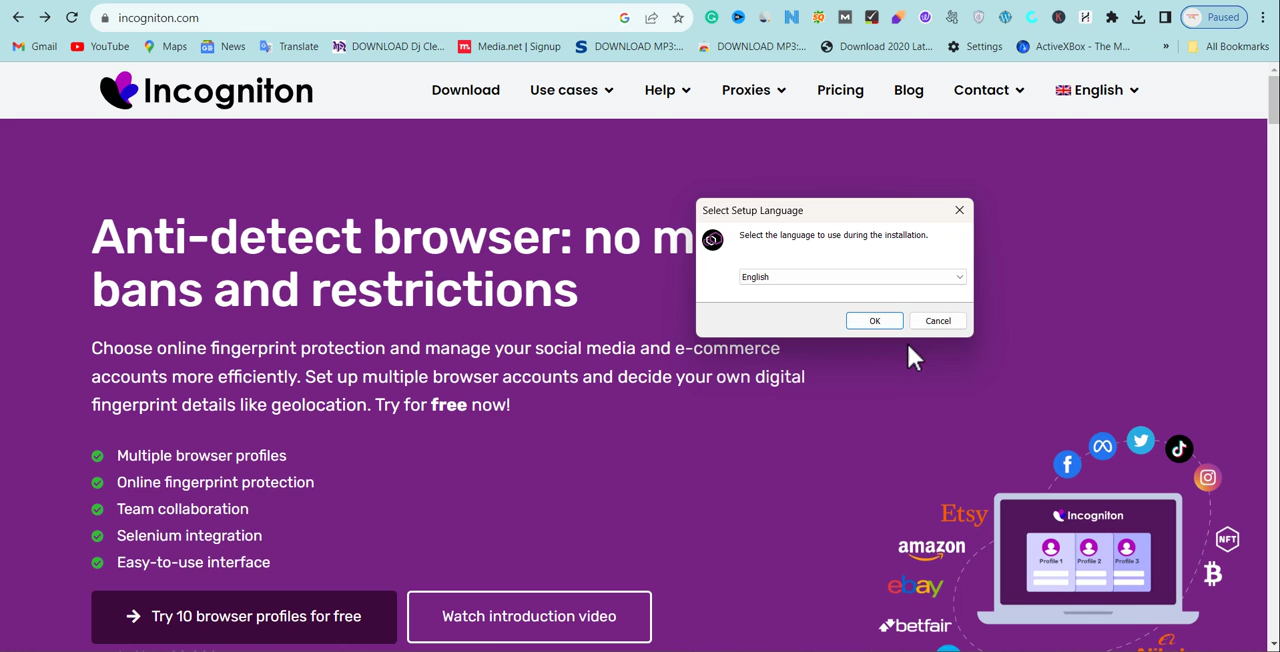 incogniton.com
Paused
Gmail
YouTube
Maps
News
Translate
DOWNLOAD Dj Cle...
Media.net | Signup
DOWNLOAD MP3:...
DOWNLOAD MP3:...
Download 2020 Lat...
Settings
ActiveXBox - The M...
»
All Bookmarks
Incogniton
Download
Use cases
Help
Proxies
Pricing
Blog
Contact
English
Select Setup Language
Select the language to use during the installation.
English
OK
Cancel
Anti-detect browser: no m
bans and restrictions
Choose online fingerprint protection and manage your social media and e-commerce
accounts more efficiently. Set up multiple browser accounts and decide your own digital
fingerprint details like geolocation. Try for free now!
Multiple browser profiles
Online fingerprint protection
Team collaboration
Selenium integration
Easy-to-use interface
Try 10 browser profiles for free
Watch introduction video
Etsy
amazon
ebay
betfair
Incogniton
Profile 1
Profile 2
Profile 3
NFT